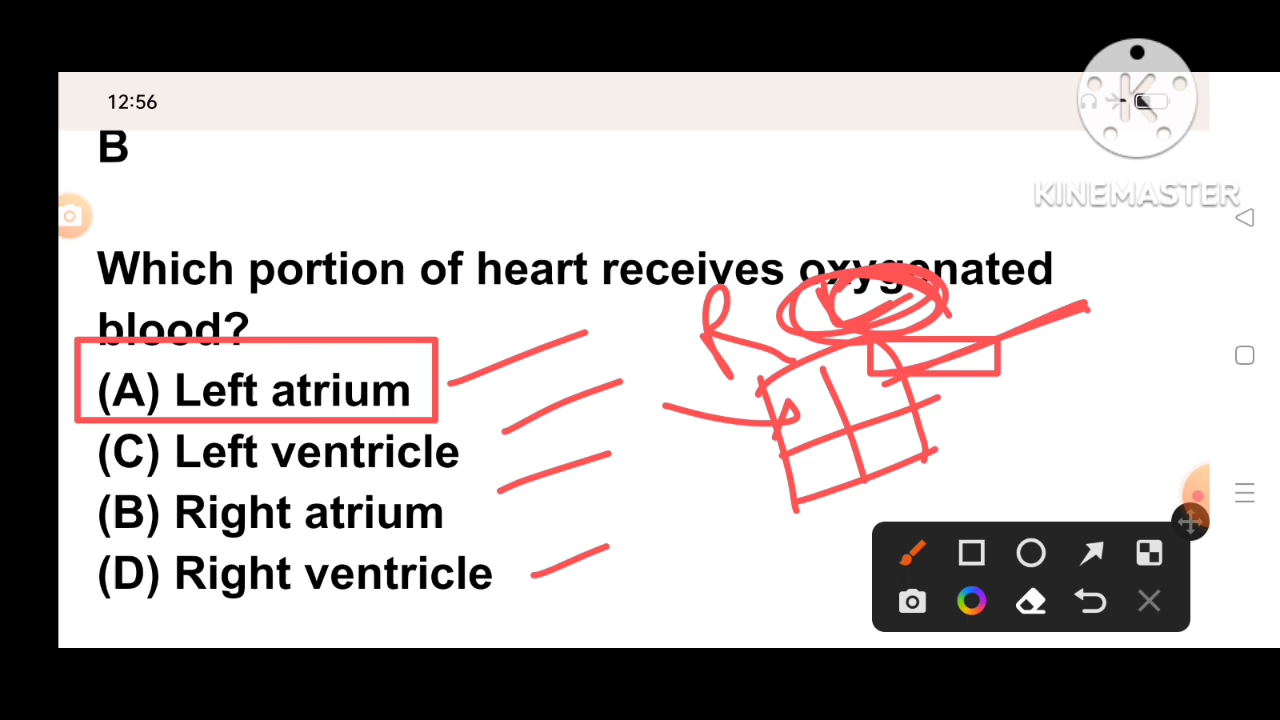 12:56
KINEMASTER
B
Which portion of heart receives oxygenated
blood?
(A) Left atrium
(C) Left ventricle
(B) Right atrium
(D) Right ventricle
R